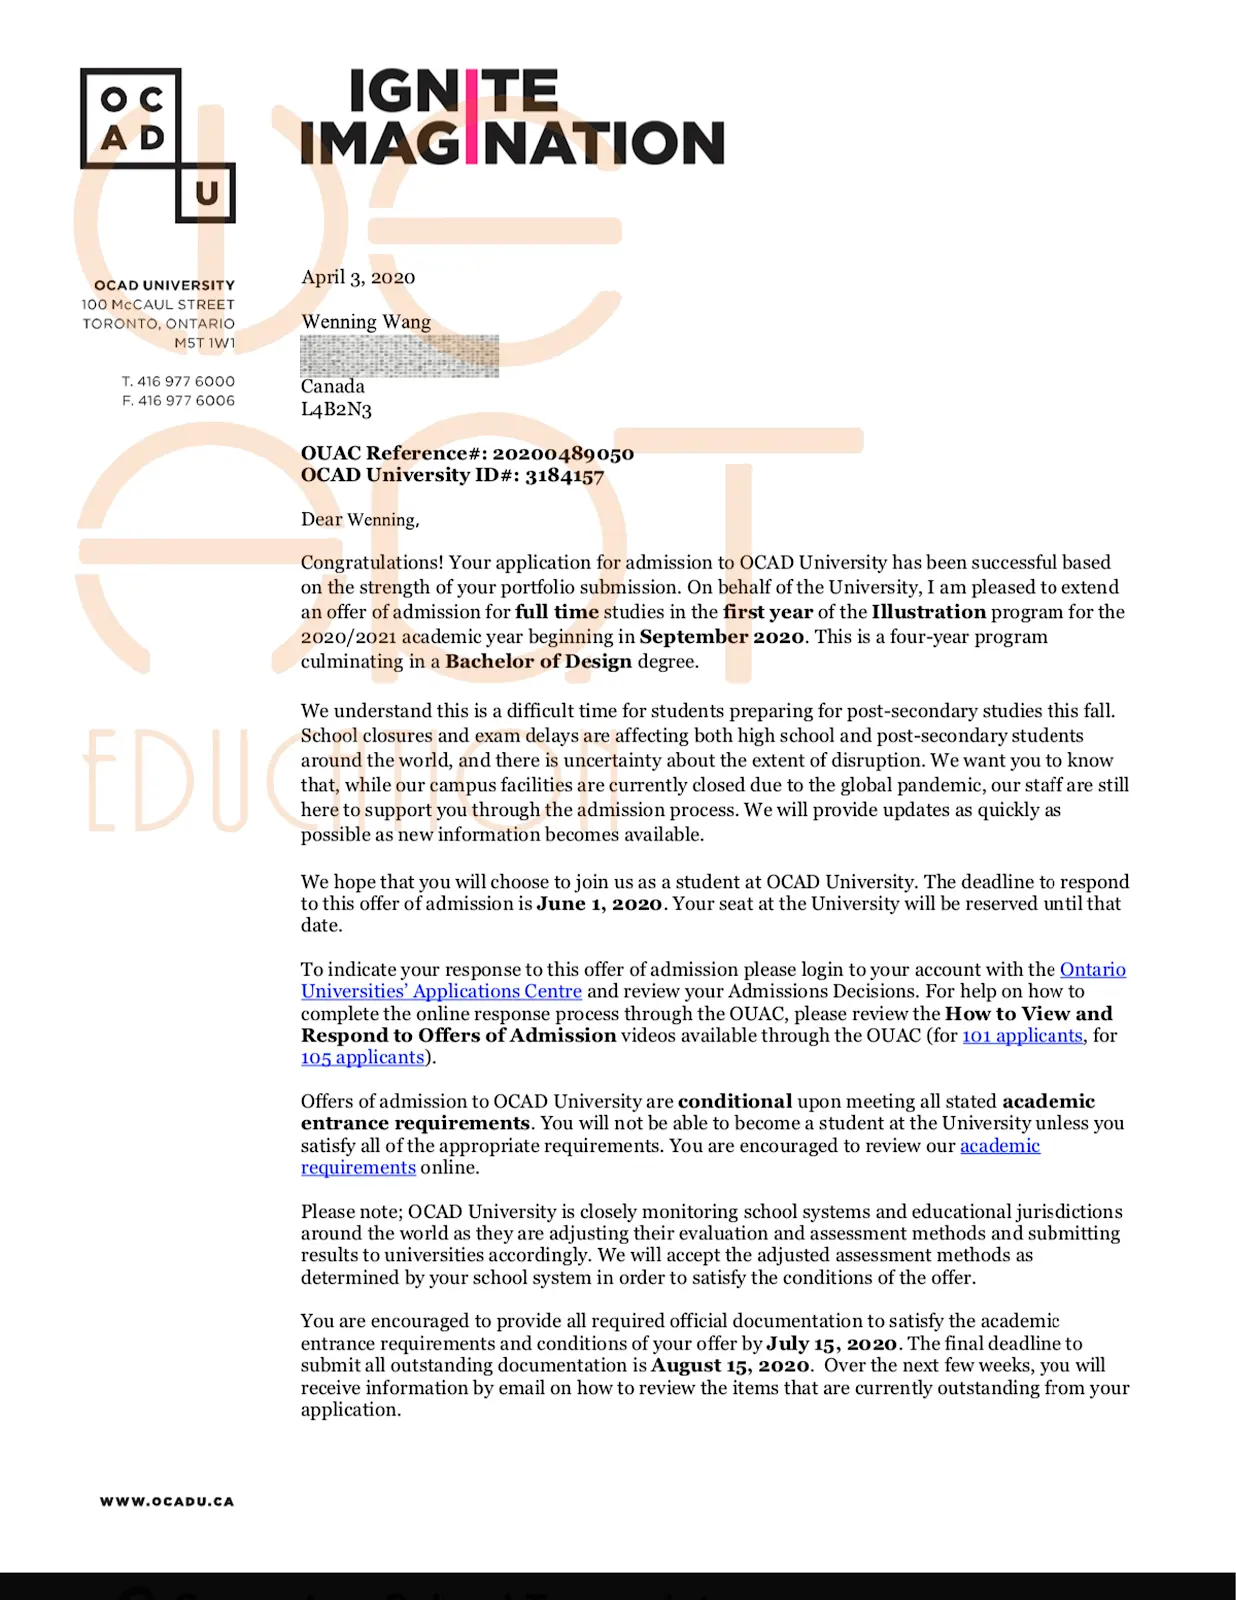 OC
AD
U
IGNITE
IMAGINATION
OCAD UNIVERSITY
100 McCAUL STREET
TORONTO, ONTARIO
M5T 1W1
T. 416 977 6000
F. 416 977 6006
April 3, 2020
Wenning Wang
Canada
L4B2N3
OUAC Reference#: 20200489050
OCAD University ID#: 3184157
Dear Wenning,
Congratulations! Your application for admission to OCAD University has been successful based
on the strength of your portfolio submission. On behalf of the University, I am pleased to extend
an offer of admission for full time studies in the first year of the Illustration program for the
2020/2021 academic year beginning in September 2020. This is a four-year program
culminating in a Bachelor of Design degree.
We understand this is a difficult time for students preparing for post-secondary studies this fall.
School closures and exam delays are affecting both high school and post-secondary students
around the world, and there is uncertainty about the extent of disruption. We want you to know
that, while our campus facilities are currently closed due to the global pandemic, our staff are still
here to support you through the admission process. We will provide updates as quickly as
possible as new information becomes available.
We hope that you will choose to join us as a student at OCAD University. The deadline to respond
to this offer of admission is June 1, 2020. Your seat at the University will be reserved until that
date.
To indicate your response to this offer of admission please login to your account with the Ontario
Universities' Applications Centre and review your Admissions Decisions. For help on how to
complete the online response process through the OUAC, please review the How to View and
Respond to Offers of Admission videos available through the OUAC (for 101 applicants, for
105 applicants).
Offers of admission to OCAD University are conditional upon meeting all stated academic
entrance requirements. You will not be able to become a student at the University unless you
satisfy all of the appropriate requirements. You are encouraged to review our academic
requirements online.
Please note; OCAD University is closely monitoring school systems and educational jurisdictions
around the world as they are adjusting their evaluation and assessment methods and submitting
results to universities accordingly. We will accept the adjusted assessment methods as
determined by your school system in order to satisfy the conditions of the offer.
You are encouraged to provide all required official documentation to satisfy the academic
entrance requirements and conditions of your offer by July 15, 2020. The final deadline to
submit all outstanding documentation is August 15, 2020.  Over the next few weeks, you will
receive information by email on how to review the items that are currently outstanding from your
application.
WWW.OCADU.CA
ART
EDUCATION